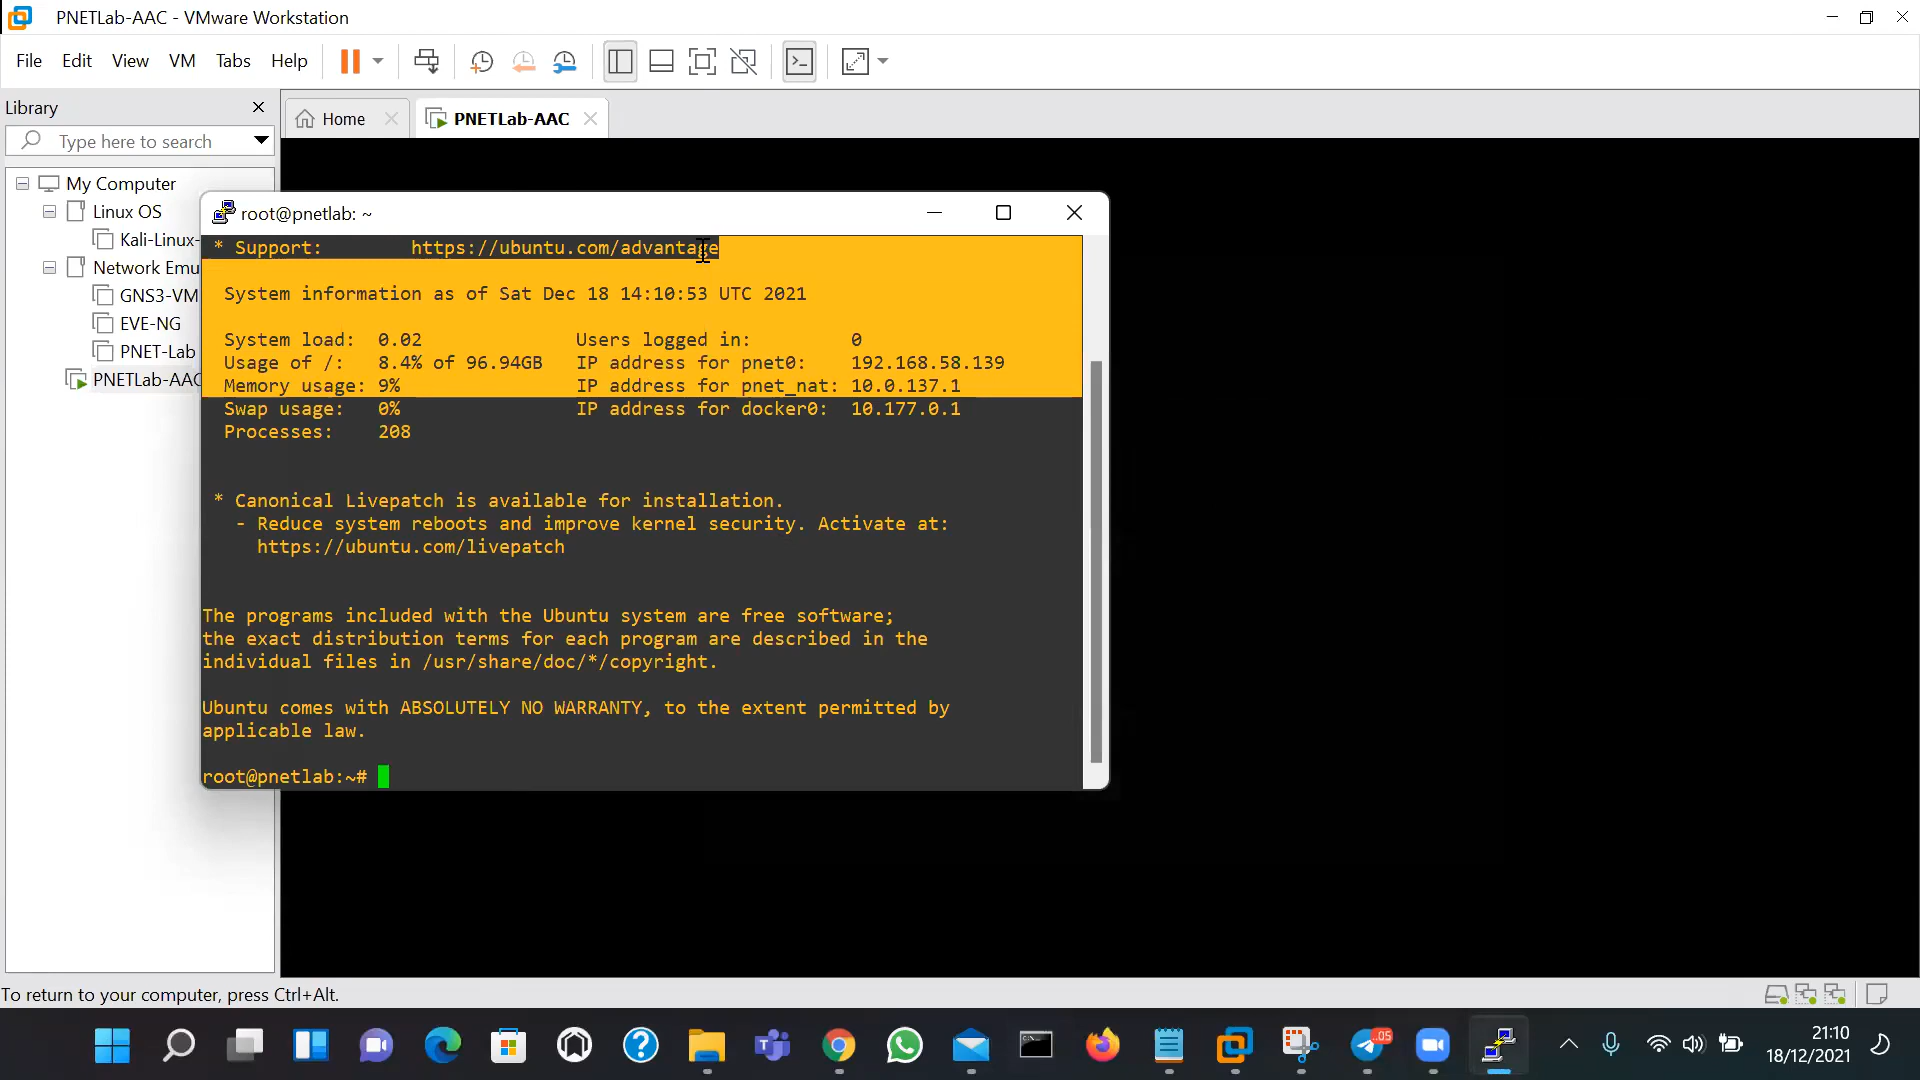 PNETLab-AAC - VMware Workstation
File Edit View VM Tabs Help
Library
Home
PNETLab-AAC
Type here to search
My Computer
Linux OS
Kali-Linux-
Network Emu
GNS3-VM
EVE-NG
PNET-Lab
PNETLab-AAC
root@pnetlab: ~
* Support: https://ubuntu.com/advantage
System information as of Sat Dec 18 14:10:53 UTC 2021
System load: 0.02 Users logged in: 0
Usage of /: 8.4% of 96.94GB IP address for pnet0: 192.168.58.139
Memory usage: 9% IP address for pnet_nat: 10.0.137.1
Swap usage: 0% IP address for docker0: 10.177.0.1
Processes: 208
* Canonical Livepatch is available for installation.
- Reduce system reboots and improve kernel security. Activate at:
https://ubuntu.com/livepatch
The programs included with the Ubuntu system are free software;
the exact distribution terms for each program are described in the
individual files in /usr/share/doc/*/copyright.
Ubuntu comes with ABSOLUTELY NO WARRANTY, to the extent permitted by
applicable law.
root@pnetlab:~#
To return to your computer, press Ctrl+Alt.
.05
21:10
18/12/2021